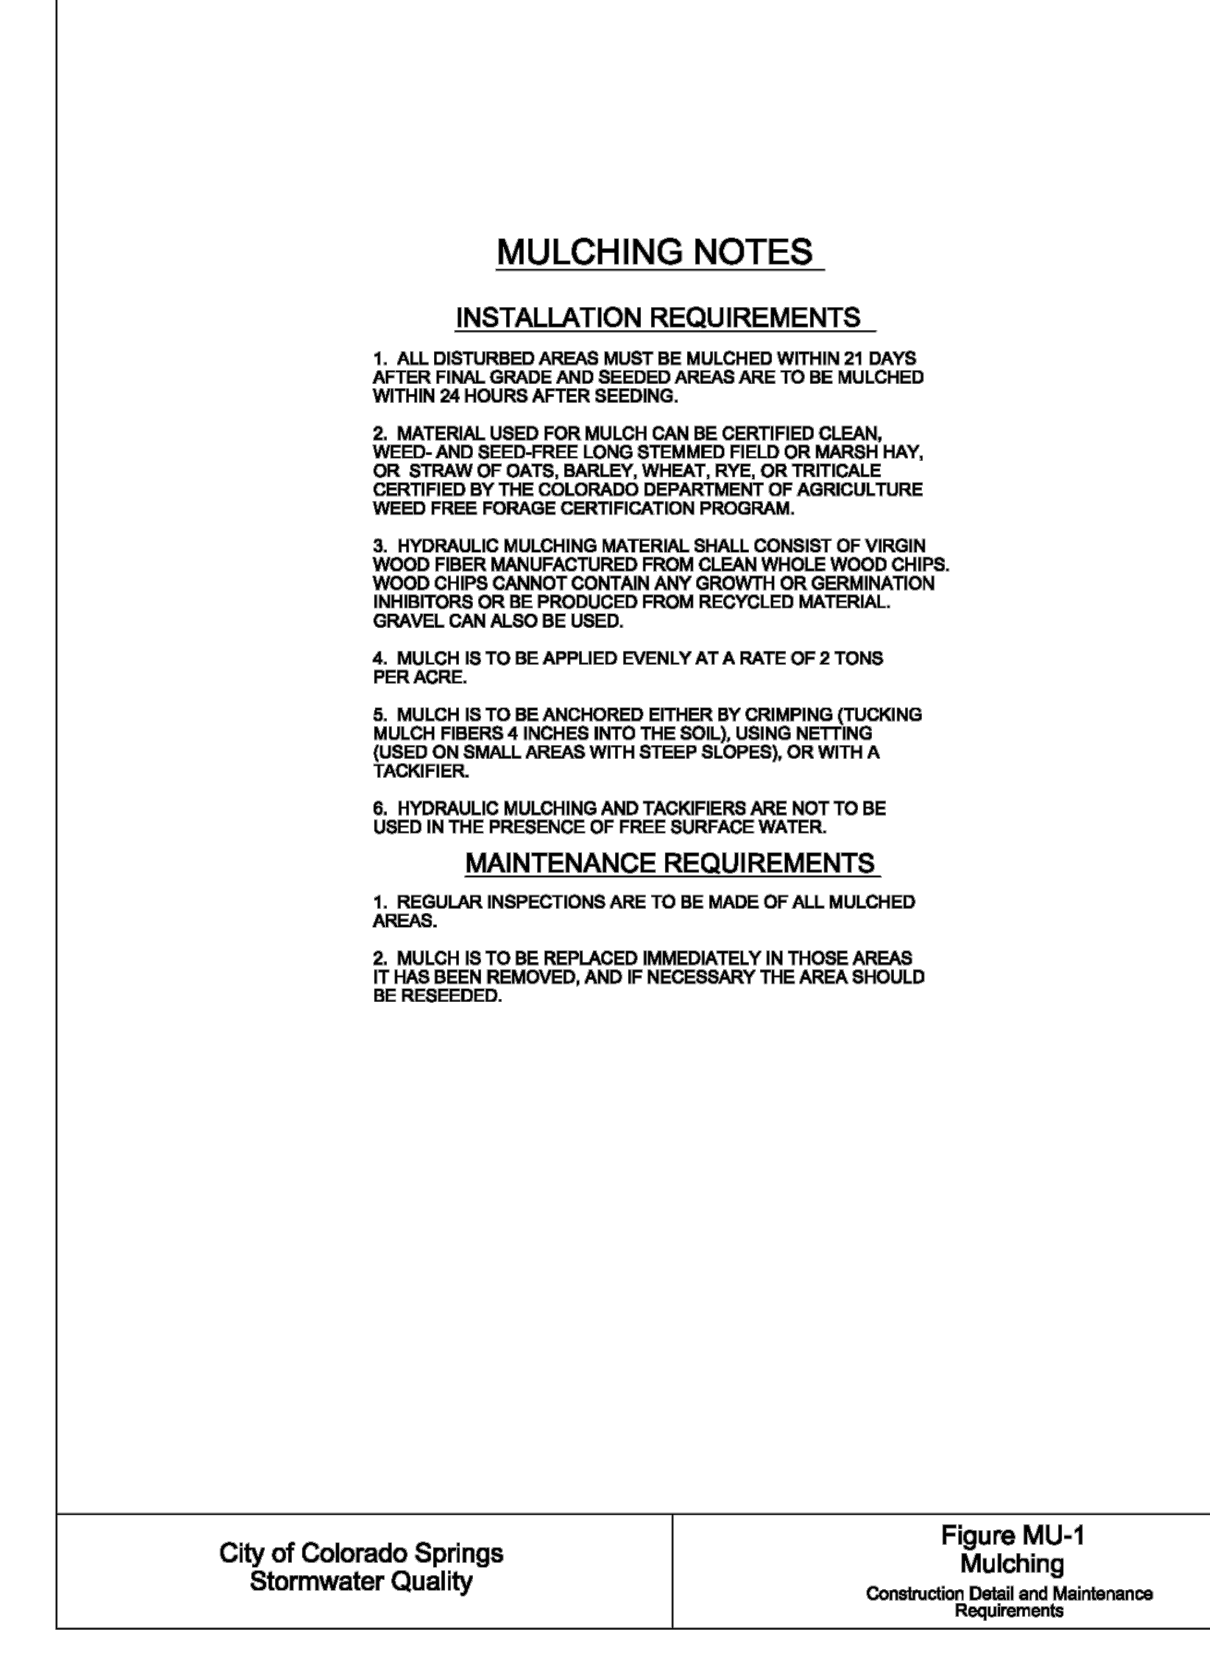 MULCHING NOTES
INSTALLATION REQUIREMENTS
1. ALL DISTURBED AREAS MUST BE MULCHED WITHIN 21 DAYS
AFTER FINAL GRADE AND SEEDED AREAS ARE TO BE MULCHED
WITHIN 24 HOURS AFTER SEEDING.
2. MATERIAL USED FOR MULCH CAN BE CERTIFIED CLEAN,
WEED- AND SEED-FREE LONG STEMMED FIELD OR MARSH HAY,
OR STRAW OF OATS, BARLEY, WHEAT, RYE, OR TRITICALE
CERTIFIED BY THE COLORADO DEPARTMENT OF AGRICULTURE
WEED FREE FORAGE CERTIFICATION PROGRAM.
3. HYDRAULIC MULCHING MATERIAL SHALL CONSIST OF VIRGIN
WOOD FIBER MANUFACTURED FROM CLEAN WHOLE WOOD CHIPS.
WOOD CHIPS CANNOT CONTAIN ANY GROWTH OR GERMINATION
INHIBITORS OR BE PRODUCED FROM RECYCLED MATERIAL.
GRAVEL CAN ALSO BE USED.
4. MULCH IS TO BE APPLIED EVENLY AT A RATE OF 2 TONS
PER ACRE.
5. MULCH IS TO BE ANCHORED EITHER BY CRIMPING (TUCKING
MULCH FIBERS 4 INCHES INTO THE SOIL), USING NETTING
(USED ON SMALL AREAS WITH STEEP SLOPES), OR WITH A
TACKIFIER.
6. HYDRAULIC MULCHING AND TACKIFIERS ARE NOT TO BE
USED IN THE PRESENCE OF FREE SURFACE WATER.
MAINTENANCE REQUIREMENTS
1. REGULAR INSPECTIONS ARE TO BE MADE OF ALL MULCHED
AREAS.
2. MULCH IS TO BE REPLACED IMMEDIATELY IN THOSE AREAS
IT HAS BEEN REMOVED, AND IF NECESSARY THE AREA SHOULD
BE RESEEDED.
City of Colorado Springs
Stormwater Quality
Figure MU-1
Mulching
Construction Detail and Maintenance
Requirements